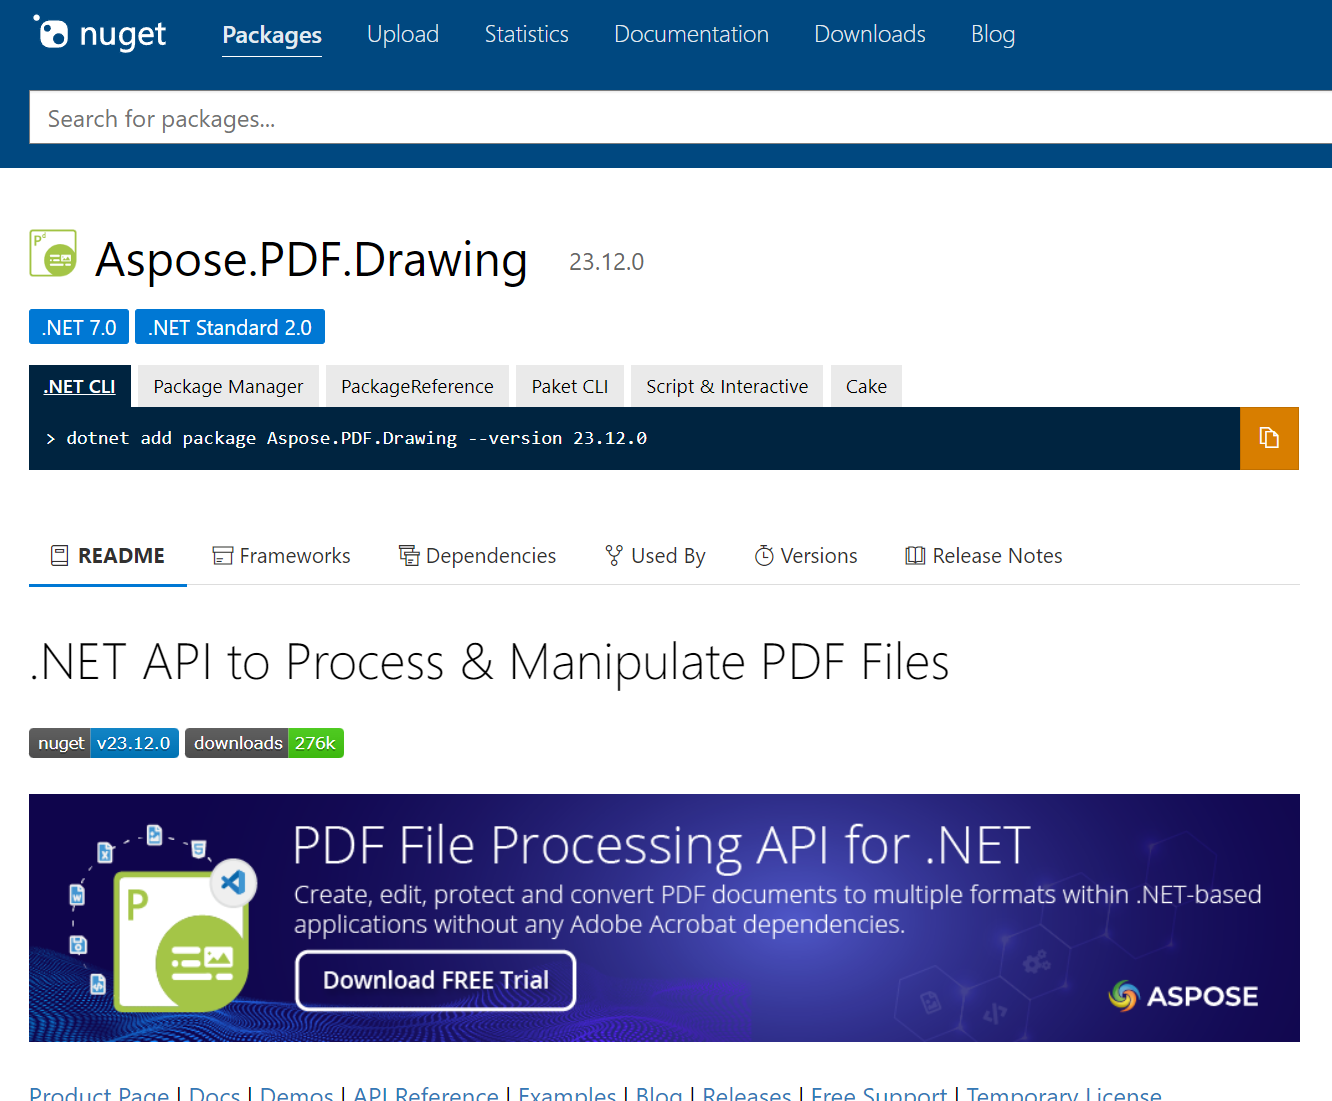 nuget Packages Upload Statistics Documentation Downloads Blog
Search for packages...
Aspose.PDF.Drawing 23.12.0
.NET 7.0 .NET Standard 2.0
.NET CLI Package Manager PackageReference Paket CLI Script & Interactive Cake
> dotnet add package Aspose.PDF.Drawing --version 23.12.0
README Frameworks Dependencies Used By Versions Release Notes
.NET API to Process & Manipulate PDF Files
nuget v23.12.0 downloads 276k
PDF File Processing API for .NET
Create, edit, protect and convert PDF documents to multiple formats within .NET-based
applications without any Adobe Acrobat dependencies.
Download FREE Trial
ASPOSE
Product Page | Docs | Demos | API Reference | Examples | Blog | Releases | Free Support | Temporary License